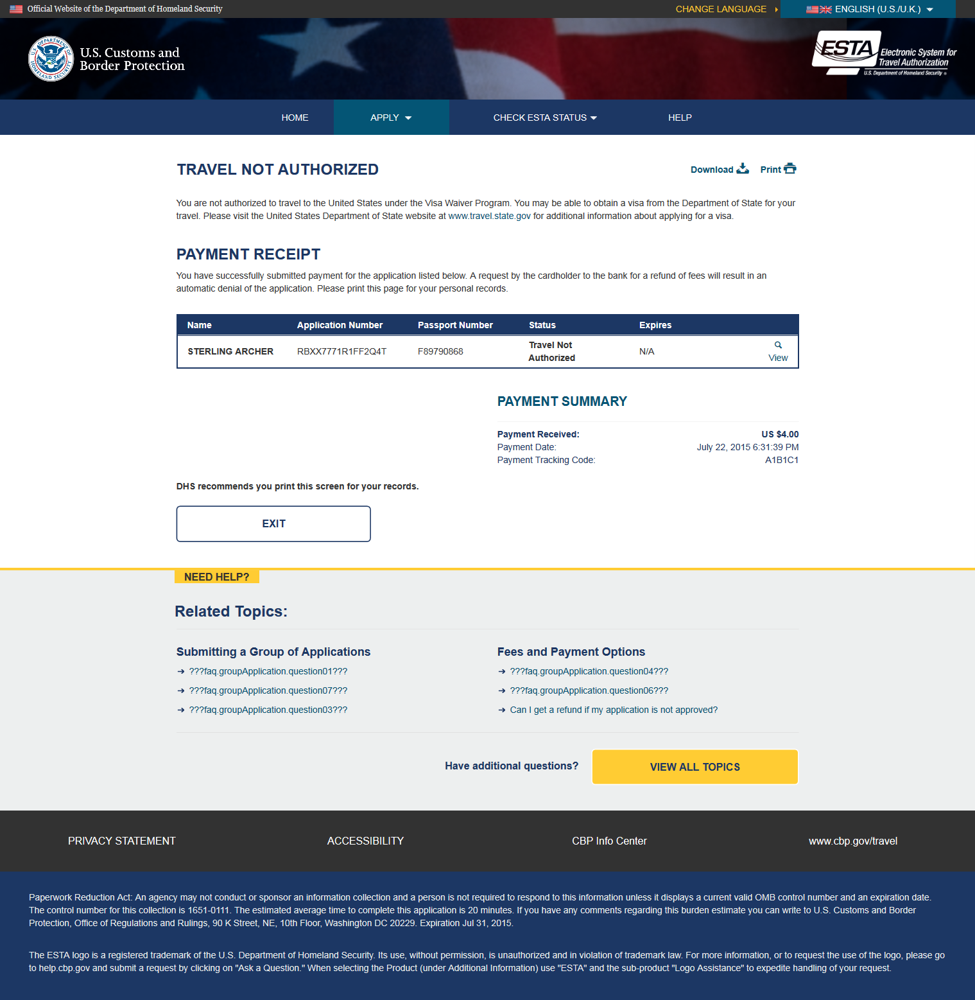 Official Website of the Department of Homeland Security
CHANGE LANGUAGE
ENGLISH (U.S./U.K.)
U.S. Customs and
Border Protection
U.S. DEPARTMENT OF HOMELAND SECURITY
ESTA
Electronic System for
Travel Authorization
U.S. Department of Homeland Security ®
HOME
APPLY
CHECK ESTA STATUS
HELP
TRAVEL NOT AUTHORIZED
Download
Print
You are not authorized to travel to the United States under the Visa Waiver Program. You may be able to obtain a visa from the Department of State for your
travel. Please visit the United States Department of State website at www.travel.state.gov for additional information about applying for a visa.
PAYMENT RECEIPT
You have successfully submitted payment for the application listed below. A request by the cardholder to the bank for a refund of fees will result in an
automatic denial of the application. Please print this page for your personal records.
Name Application Number Passport Number Status Expires
STERLING ARCHER RBXX7771R1FF2Q4T F89790868 Travel Not Authorized N/A View
PAYMENT SUMMARY
Payment Received: US $4.00
Payment Date: July 22, 2015 6:31:39 PM
Payment Tracking Code: A1B1C1
DHS recommends you print this screen for your records.
EXIT
NEED HELP?
Related Topics:
Submitting a Group of Applications
???faq.groupApplication.question01???
???faq.groupApplication.question07???
???faq.groupApplication.question03???
Fees and Payment Options
???faq.groupApplication.question04???
???faq.groupApplication.question06???
Can I get a refund if my application is not approved?
Have additional questions?
VIEW ALL TOPICS
PRIVACY STATEMENT
ACCESSIBILITY
CBP Info Center
www.cbp.gov/travel
Paperwork Reduction Act: An agency may not conduct or sponsor an information collection and a person is not required to respond to this information unless it displays a current valid OMB control number and an expiration date.
The control number for this collection is 1651-0111. The estimated average time to complete this application is 20 minutes. If you have any comments regarding this burden estimate you can write to U.S. Customs and Border
Protection, Office of Regulations and Rulings, 90 K Street, NE, 10th Floor, Washington DC 20229. Expiration Jul 31, 2015.
The ESTA logo is a registered trademark of the U.S. Department of Homeland Security. Its use, without permission, is unauthorized and in violation of trademark law. For more information, or to request the use of the logo, please go
to help.cbp.gov and submit a request by clicking on "Ask a Question." When selecting the Product (under Additional Information) use "ESTA" and the sub-product "Logo Assistance" to expedite handling of your request.